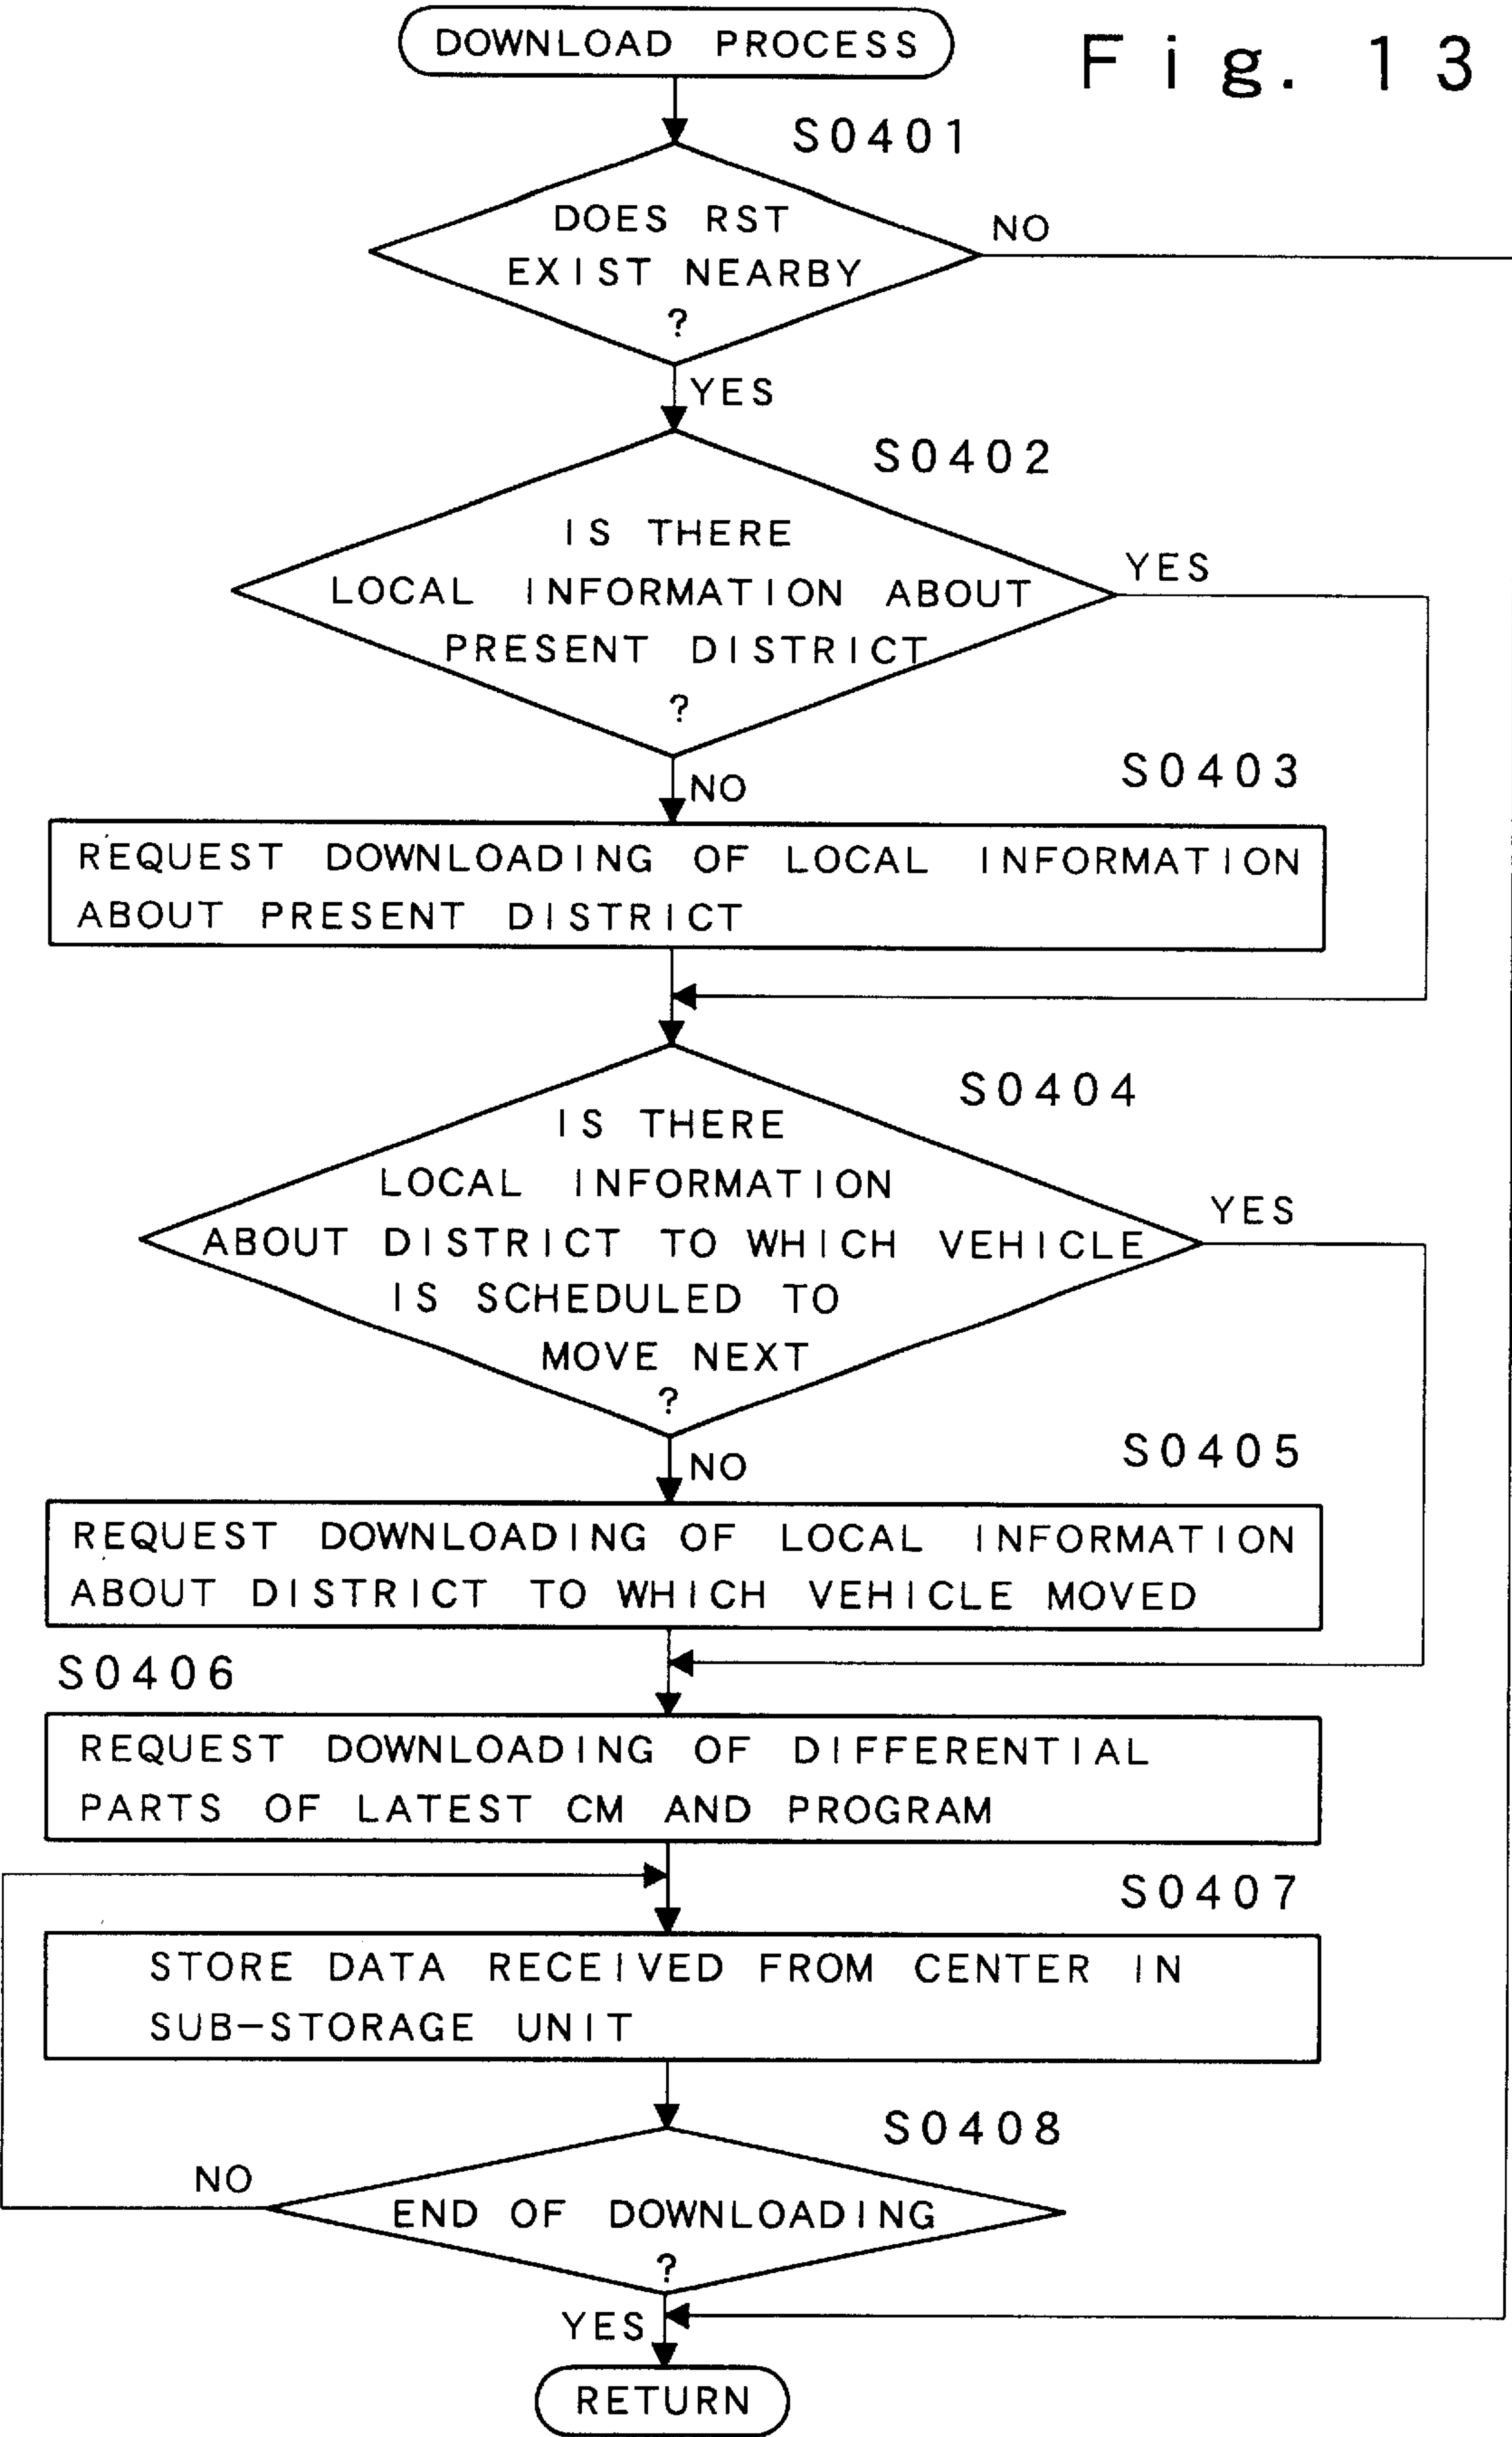 DOWNLOAD PROCESS
Fig. 13
S0401
DOES RST
EXIST NEARBY
?
NO
YES
S0402
IS THERE
LOCAL INFORMATION ABOUT
PRESENT DISTRICT
?
YES
NO
S0403
REQUEST DOWNLOADING OF LOCAL INFORMATION
ABOUT PRESENT DISTRICT
S0404
IS THERE
LOCAL INFORMATION
ABOUT DISTRICT TO WHICH VEHICLE
IS SCHEDULED TO
MOVE NEXT
?
YES
NO
S0405
REQUEST DOWNLOADING OF LOCAL INFORMATION
ABOUT DISTRICT TO WHICH VEHICLE MOVED
S0406
REQUEST DOWNLOADING OF DIFFERENTIAL
PARTS OF LATEST CM AND PROGRAM
S0407
STORE DATA RECEIVED FROM CENTER IN
SUB-STORAGE UNIT
S0408
NO
END OF DOWNLOADING
?
YES
RETURN